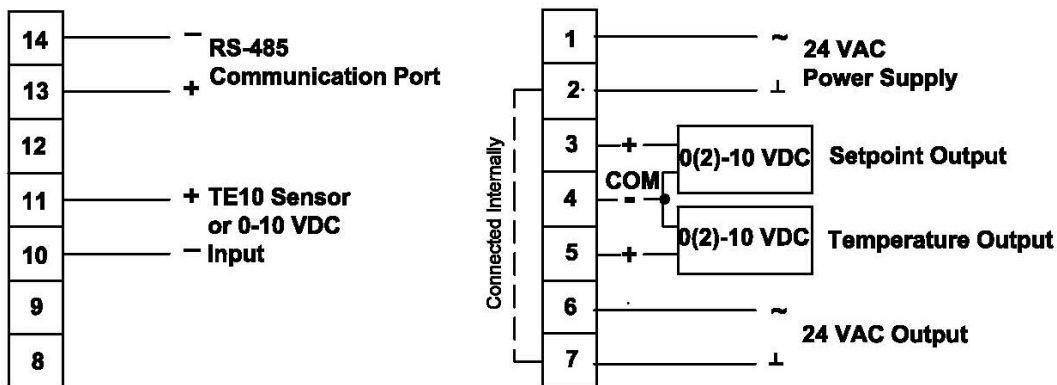 14
− RS-485
Communication Port
13
+
12
11
+ TE10 Sensor
or 0-10 VDC
10
− Input
9
8
Connected Internally
1
~ 24 VAC
Power Supply
2
⊥
3
+
0(2)-10 VDC Setpoint Output
COM
4
-
0(2)-10 VDC Temperature Output
5
+
6
~
24 VAC Output
7
⊥